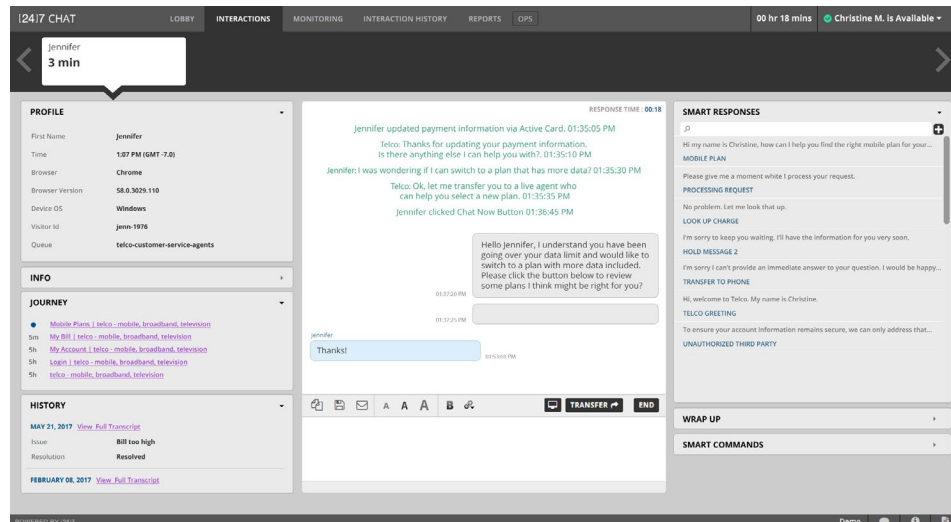 [24]7 CHAT
LOBBY
INTERACTIONS
MONITORING
INTERACTION HISTORY
REPORTS
OPS
00 hr 18 mins
Christine M. is Available
Jennifer
3 min
PROFILE
First Name Jennifer
Time 1:07 PM (GMT -7.0)
Browser Chrome
Browser Version 58.0.3029.110
Device OS Windows
Visitor Id jenn-1976
Queue telco-customer-service-agents
INFO
JOURNEY
Mobile Plans | telco - mobile, broadband, television
5m My Bill | telco - mobile, broadband, television
5h My Account | telco - mobile, broadband, television
5h Login | telco - mobile, broadband, television
5h telco - mobile, broadband, television
HISTORY
MAY 21, 2017 View Full Transcript
Issue Bill too high
Resolution Resolved
FEBRUARY 08, 2017 View Full Transcript
RESPONSE TIME : 00:18
Jennifer updated payment information via Active Card. 01:35:05 PM
Telco: Thanks for updating your payment information.
Is there anything else I can help you with?. 01:35:10 PM
Jennifer: I was wondering if I can switch to a plan that has more data? 01:35:30 PM
Telco: Ok, let me transfer you to a live agent who
can help you select a new plan. 01:35:35 PM
Jennifer clicked Chat Now Button 01:36:45 PM
Hello Jennifer, I understand you have been
going over your data limit and would like to
switch to a plan with more data included.
Please click the button below to review
some plans I think might be right for you?
01:37:20 PM
01:37:25 PM
Jennifer
Thanks!
A A A B
TRANSFER
END
SMART RESPONSES
Hi my name is Christine, how can I help you find the right mobile plan for your...
MOBILE PLAN
Please give me a moment white I process your request.
PROCESSING REQUEST
No problem. Let me look that up.
LOOK UP CHARGE
I'm sorry to keep you waiting, I'll have the information for you very soon.
HOLD MESSAGE 2
I'm sorry I can't provide an immediate answer to your question. I would be happy...
TRANSFER TO PHONE
Hi, welcome to Telco. My name is Christine.
TELCO GREETING
To ensure your account information remains secure, we can only address that...
UNAUTHORIZED THIRD PARTY
WRAP UP
SMART COMMANDS
POWERED BY [24]7
Demo